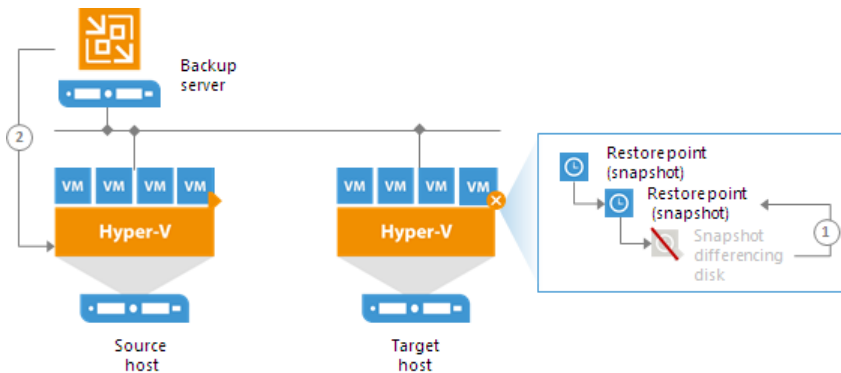 Backup
server
2
VM VM VM VM
Hyper-V
Source
host
VM VM VM VM
Hyper-V
Target
host
Restore point
(snapshot)
Restore point
(snapshot)
Snapshot
differencing
disk
1